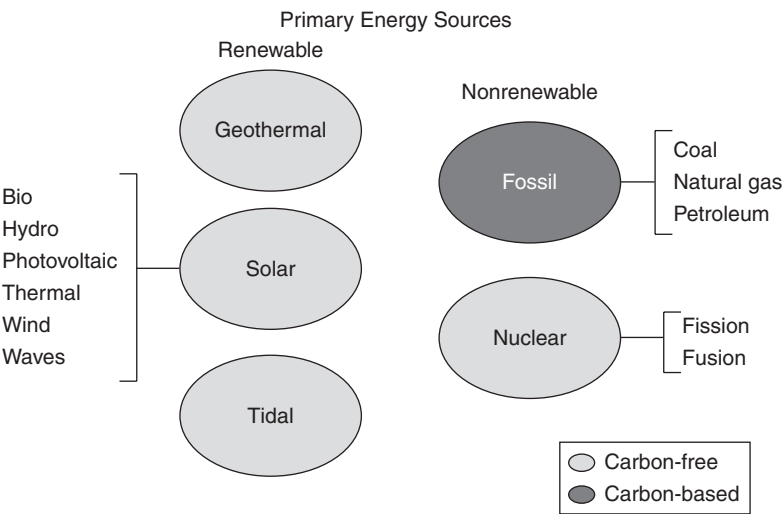 Primary Energy Sources
Renewable
Geothermal
Bio
Hydro
Photovoltaic
Thermal
Wind
Waves
Solar
Tidal
Nonrenewable
Fossil
Coal
Natural gas
Petroleum
Nuclear
Fission
Fusion
Carbon-free
Carbon-based